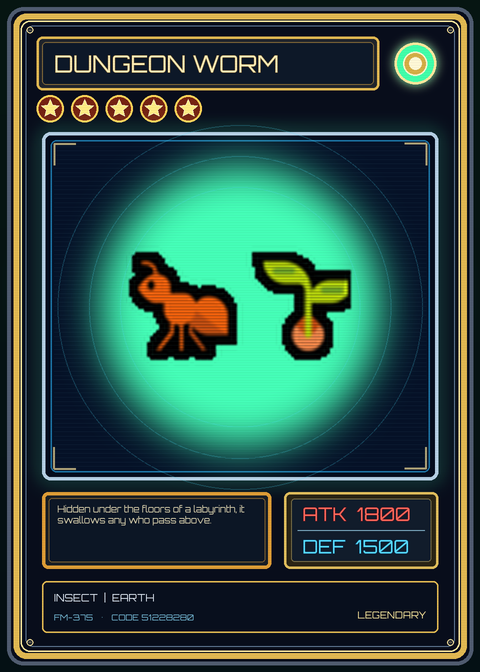 DUNGEON WORM
Hidden under the floors of a labyrinth, it
swallows any who pass above.
ATK 1800
DEF 1500
INSECT | EARTH
FM-375 · CODE 51228280
LEGENDARY